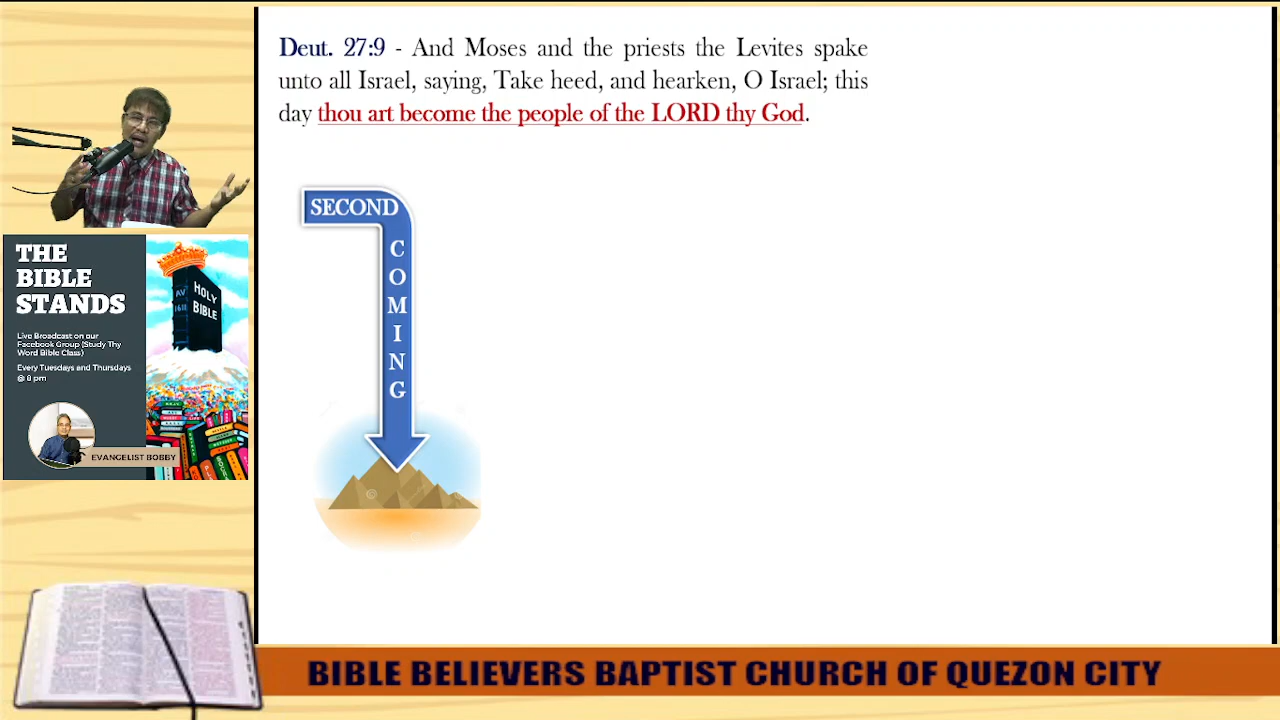 Deut. 27:9 - And Moses and the priests the Levites spake
unto all Israel, saying, Take heed, and hearken, O Israel; this
day thou art become the people of the LORD thy God.
SECOND
COMING
THE
BIBLE
STANDS
Live Broadcast on our
Facebook Group (Study Thy
Word Bible Class)
Every Tuesdays and Thursdays
@ 8 pm
EVANGELIST BOBBY
AV
1611
HOLY
BIBLE
BIBLE BELIEVERS BAPTIST CHURCH OF QUEZON CITY